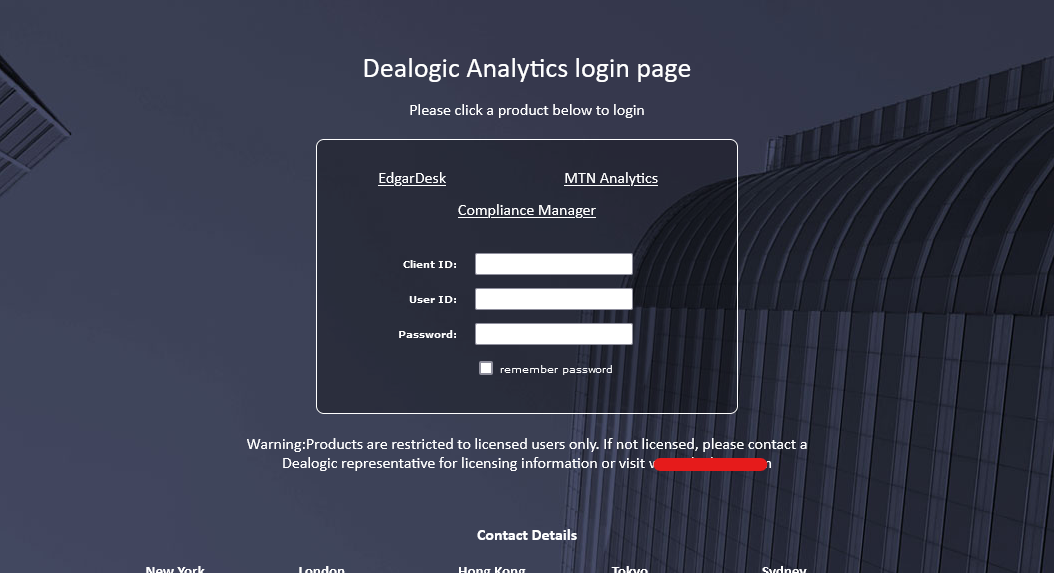 Dealogic Analytics login page
Please click a product below to login
EdgarDesk MTN Analytics
Compliance Manager
Client ID:
User ID:
Password:
remember password
Warning:Products are restricted to licensed users only. If not licensed, please contact a
Dealogic representative for licensing information or visit
Contact Details
New York London Hong Kong Tokyo Sydney